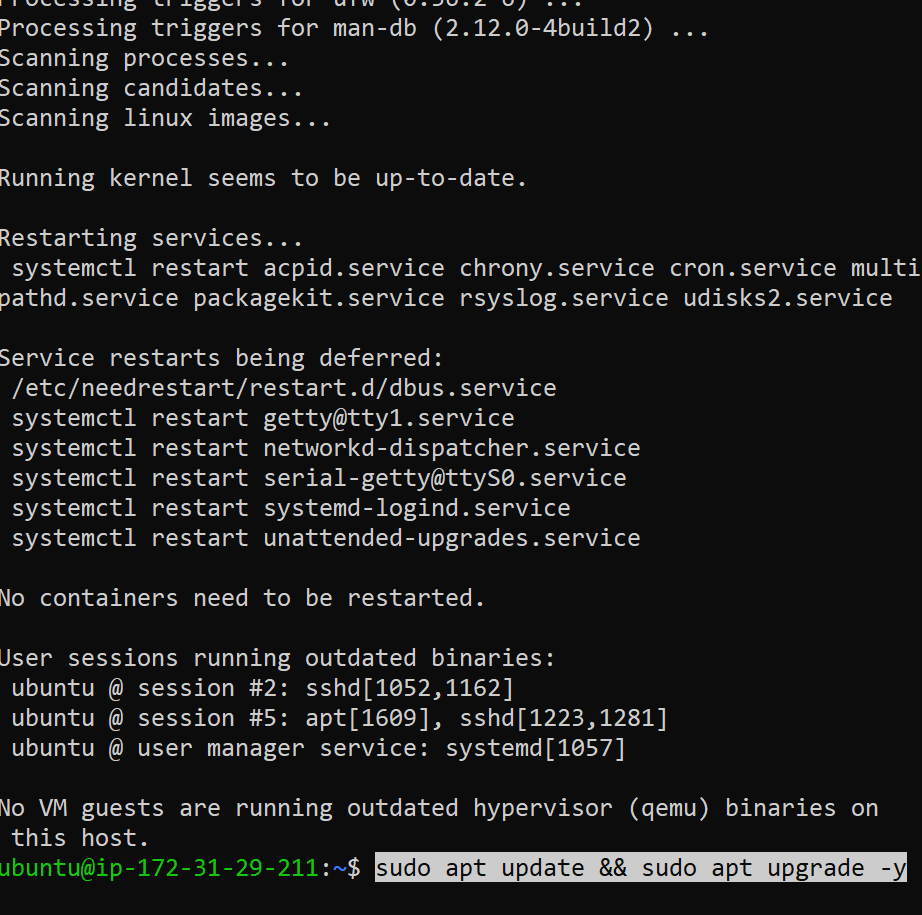 Processing triggers for ufw (0.36.2-6) ...
Processing triggers for man-db (2.12.0-4build2) ...
Scanning processes...
Scanning candidates...
Scanning linux images...
Running kernel seems to be up-to-date.
Restarting services...
systemctl restart acpid.service chrony.service cron.service multi
pathd.service packagekit.service rsyslog.service udisks2.service
Service restarts being deferred:
/etc/needrestart/restart.d/dbus.service
systemctl restart getty@tty1.service
systemctl restart networkd-dispatcher.service
systemctl restart serial-getty@ttyS0.service
systemctl restart systemd-logind.service
systemctl restart unattended-upgrades.service
No containers need to be restarted.
User sessions running outdated binaries:
ubuntu @ session #2: sshd[1052,1162]
ubuntu @ session #5: apt[1609], sshd[1223,1281]
ubuntu @ user manager service: systemd[1057]
No VM guests are running outdated hypervisor (qemu) binaries on
this host.
ubuntu@ip-172-31-29-211:~$ sudo apt update && sudo apt upgrade -y